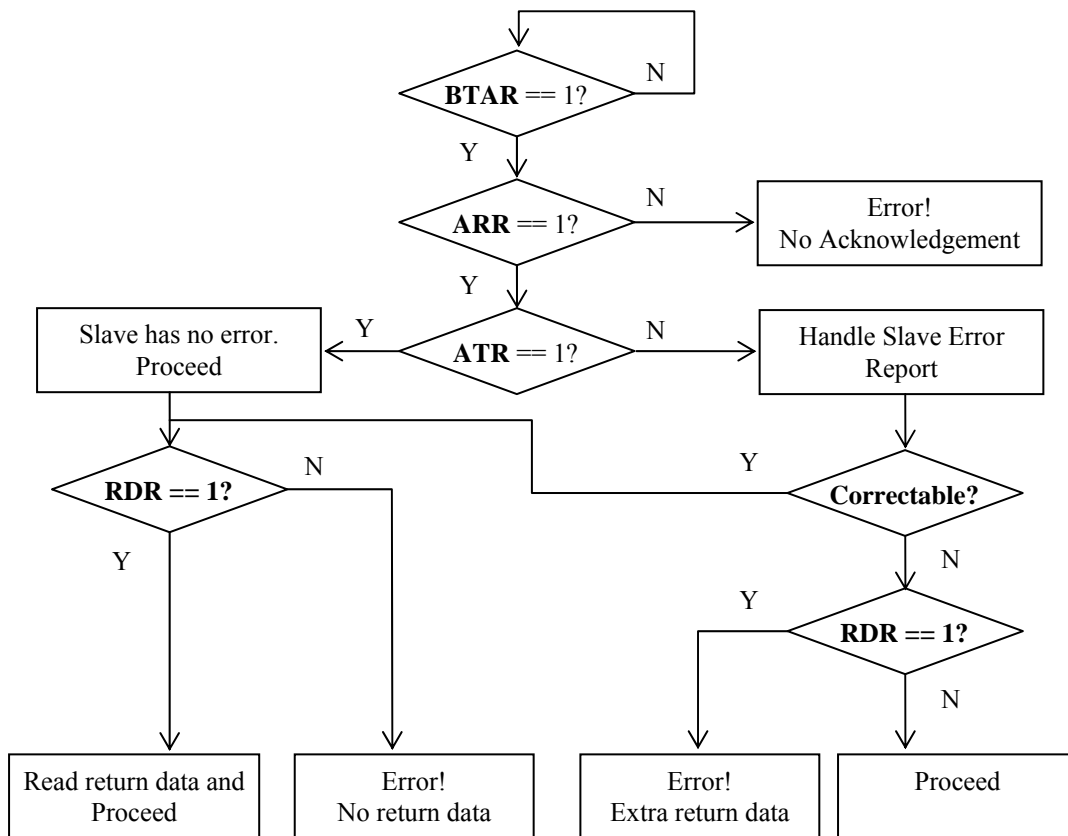 N
BTAR == 1?
Y
N
ARR == 1?
Error!
No Acknowledgement
Y
Slave has no error.
Proceed
Y
ATR == 1?
N
Handle Slave Error
Report
RDR == 1?
N
Y
Y
Correctable?
N
Y
RDR == 1?
N
Read return data and
Proceed
Error!
No return data
Error!
Extra return data
Proceed